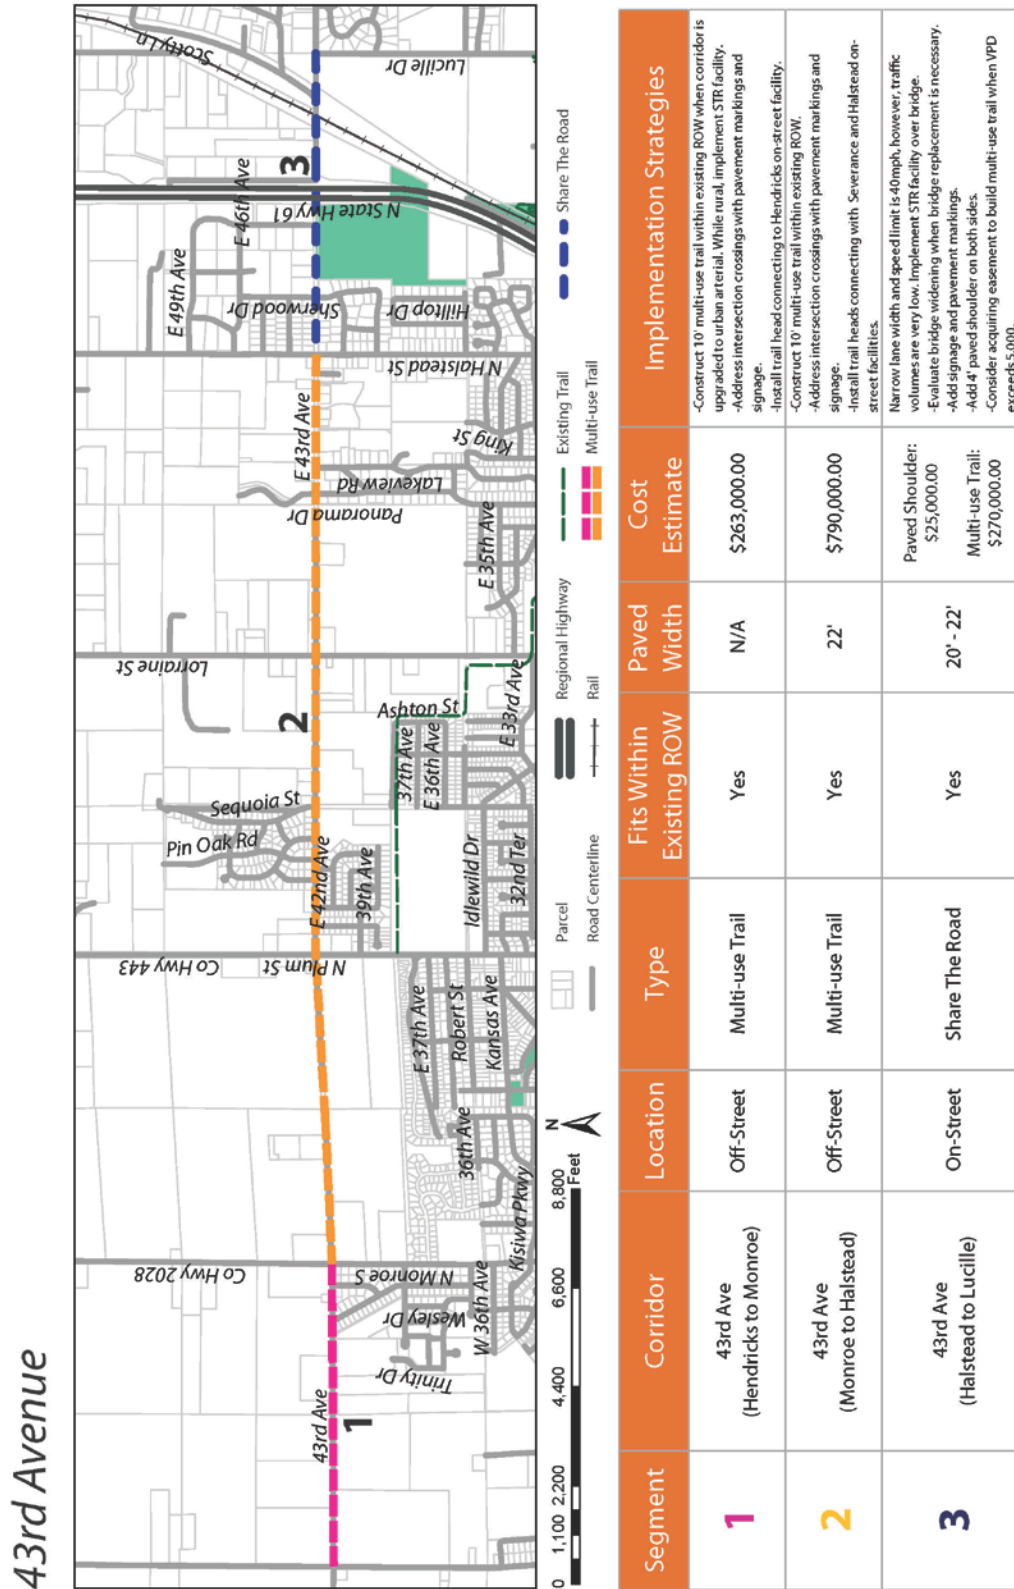 43rd Avenue
Scotty Ln
Lucille Dr
3
N State Hwy 61
E 46th Ave
E 49th Ave
Sherwood Dr
Hilltop Dr
N Halstead St
E 43rd Ave
King St
Lakeview Rd
Panorama Dr
E 35th Ave
Lorraine St
2
Ashton St
E 33rd Ave
37th Ave
E 36th Ave
Sequoia St
Pin Oak Rd
E 42nd Ave
39th Ave
Idlewild Dr
32nd Ter
Co Hwy 443
N Plum St
E 37th Ave
Robert St
Kansas Ave
36th Ave
Kisiwa Pkwy
Co Hwy 2028
N Monroe S
Wesley Dr
W 36th Ave
Trinity Dr
43rd Ave
1
0 1,100 2,200 4,400 6,600 8,800
Feet
N
Parcel
Road Centerline
Regional Highway
Rail
Existing Trail
Multi-use Trail
Share The Road
Segment Corridor Location Type Fits Within Existing ROW Paved Width Cost Estimate Implementation Strategies
1
43rd Ave
(Hendricks to Monroe)
Off-Street
Multi-use Trail
Yes
N/A
$263,000.00
-Construct 10' multi-use trail within existing ROW when corridor is
upgraded to urban arterial. While rural, implement STR facility.
-Address intersection crossings with pavement markings and
signage.
-Install trail head connecting to Hendricks on-street facility.
2
43rd Ave
(Monroe to Halstead)
Off-Street
Multi-use Trail
Yes
22'
$790,000.00
-Construct 10' multi-use trail within existing ROW.
-Address intersection crossings with pavement markings and
signage.
-Install trail heads connecting with Severance and Halstead on-
street facilities.
3
43rd Ave
(Halstead to Lucille)
On-Street
Share The Road
Yes
20' - 22'
Paved Shoulder:
$25,000.00
Multi-use Trail:
$270,000.00
Narrow lane width and speed limit is 40mph, however, traffic
volumes are very low. Implement STR facility over bridge.
-Evaluate bridge widening when bridge replacement is necessary.
-Add signage and pavement markings.
-Add 4' paved shoulder on both sides.
-Consider acquiring easement to build multi-use trail when VPD
exceeds 5,000.